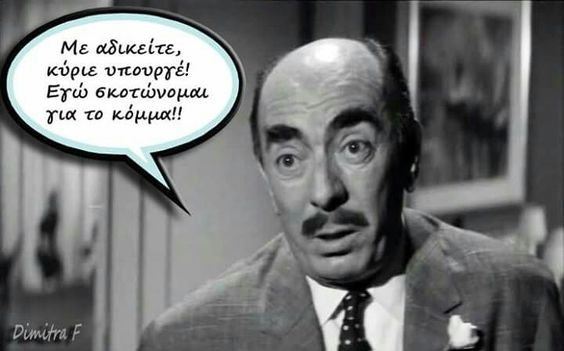 Με αδικείτε,
κύριε υπουργέ!
Εγώ σκοτώνομαι
για το κόμμα!!
Dimitra F